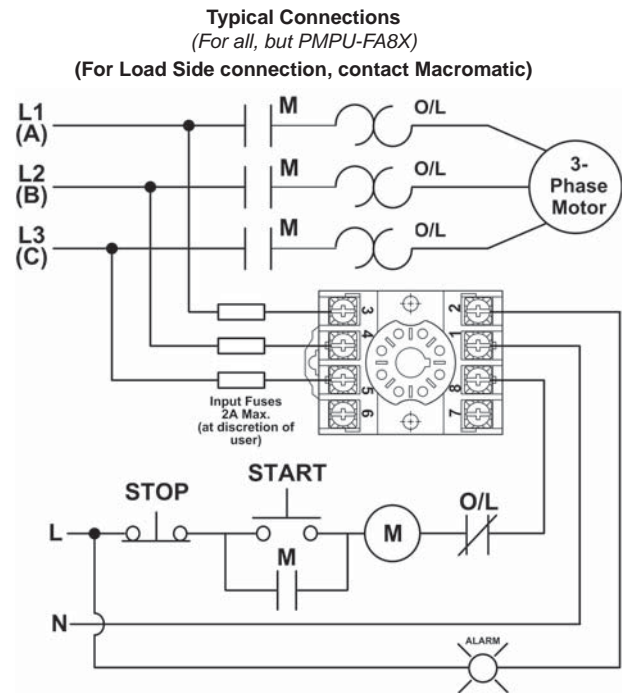 Typical Connections
(For all, but PMPU-FA8X)
(For Load Side connection, contact Macromatic)
L1
(A)
M
O/L
L2
(B)
M
O/L
3-
Phase
Motor
L3
(C)
M
O/L
3
2
4
1
5
8
6
7
Input Fuses
2A Max.
(at discretion of
user)
STOP
START
O/L
L
M
M
N
ALARM